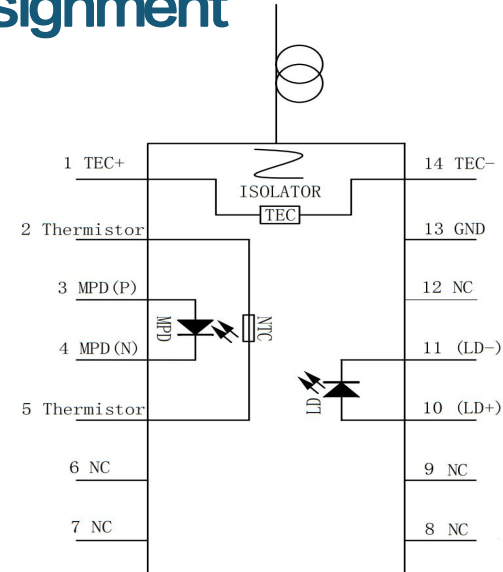 signment
1 TEC+
14 TEC-
ISOLATOR
TEC
2 Thermistor
13 GND
3 MPD(P)
12 NC
MPD
NTC
4 MPD(N)
11 (LD-)
LD
5 Thermistor
10 (LD+)
6 NC
9 NC
7 NC
8 NC